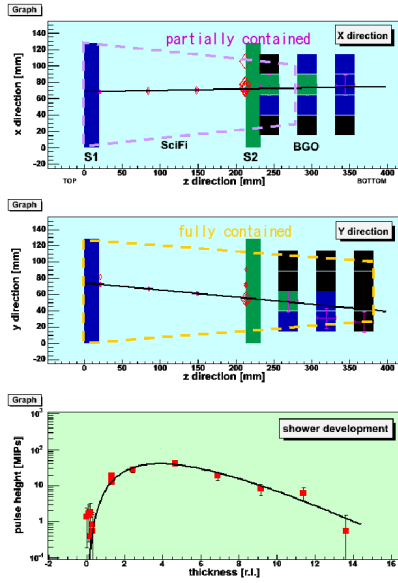 Graph
partially contained
X direction
x direction [mm]
140
120
100
80
60
40
20
0
-20
S1
SciFi
S2
BGO
0 50 100 150 200 250 300 350 400
TOP
z direction [mm]
BOTTOM
Graph
fully contained
Y direction
y direction [mm]
140
120
100
80
60
40
20
0
-20
0 50 100 150 200 250 300 350 400
z direction [mm]
Graph
shower development
pulse height [MIPs]
10³
10²
10
1
10⁻¹
0 2 4 6 8 10 12 14 16
thickness [r.l.]